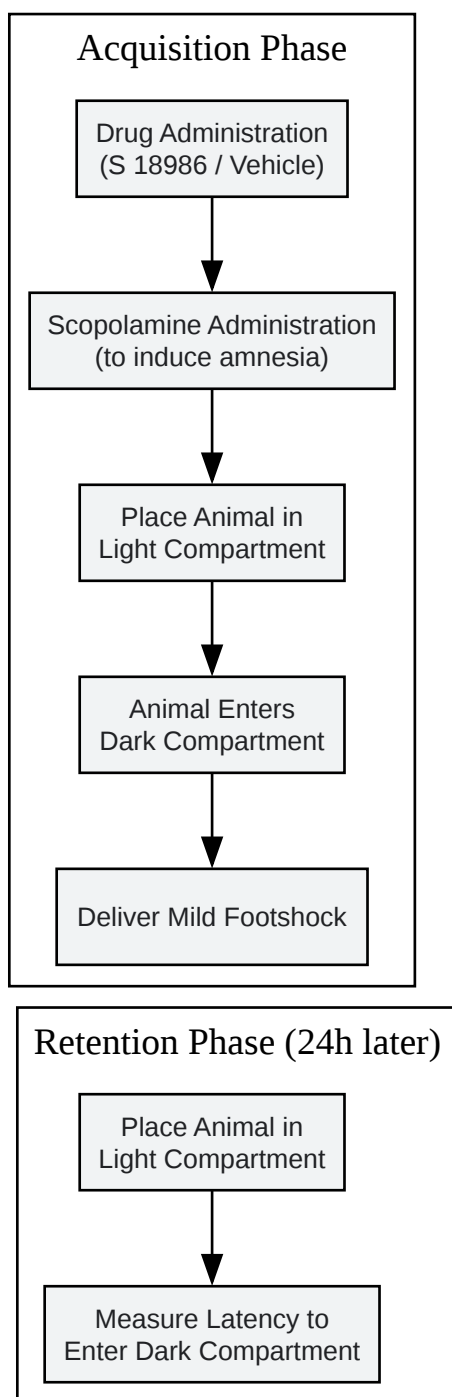 Acquisition Phase
Drug Administration
(S 18986 / Vehicle)
Scopolamine Administration
(to induce amnesia)
Place Animal in
Light Compartment
Animal Enters
Dark Compartment
Deliver Mild Footshock
Retention Phase (24h later)
Place Animal in
Light Compartment
Measure Latency to
Enter Dark Compartment